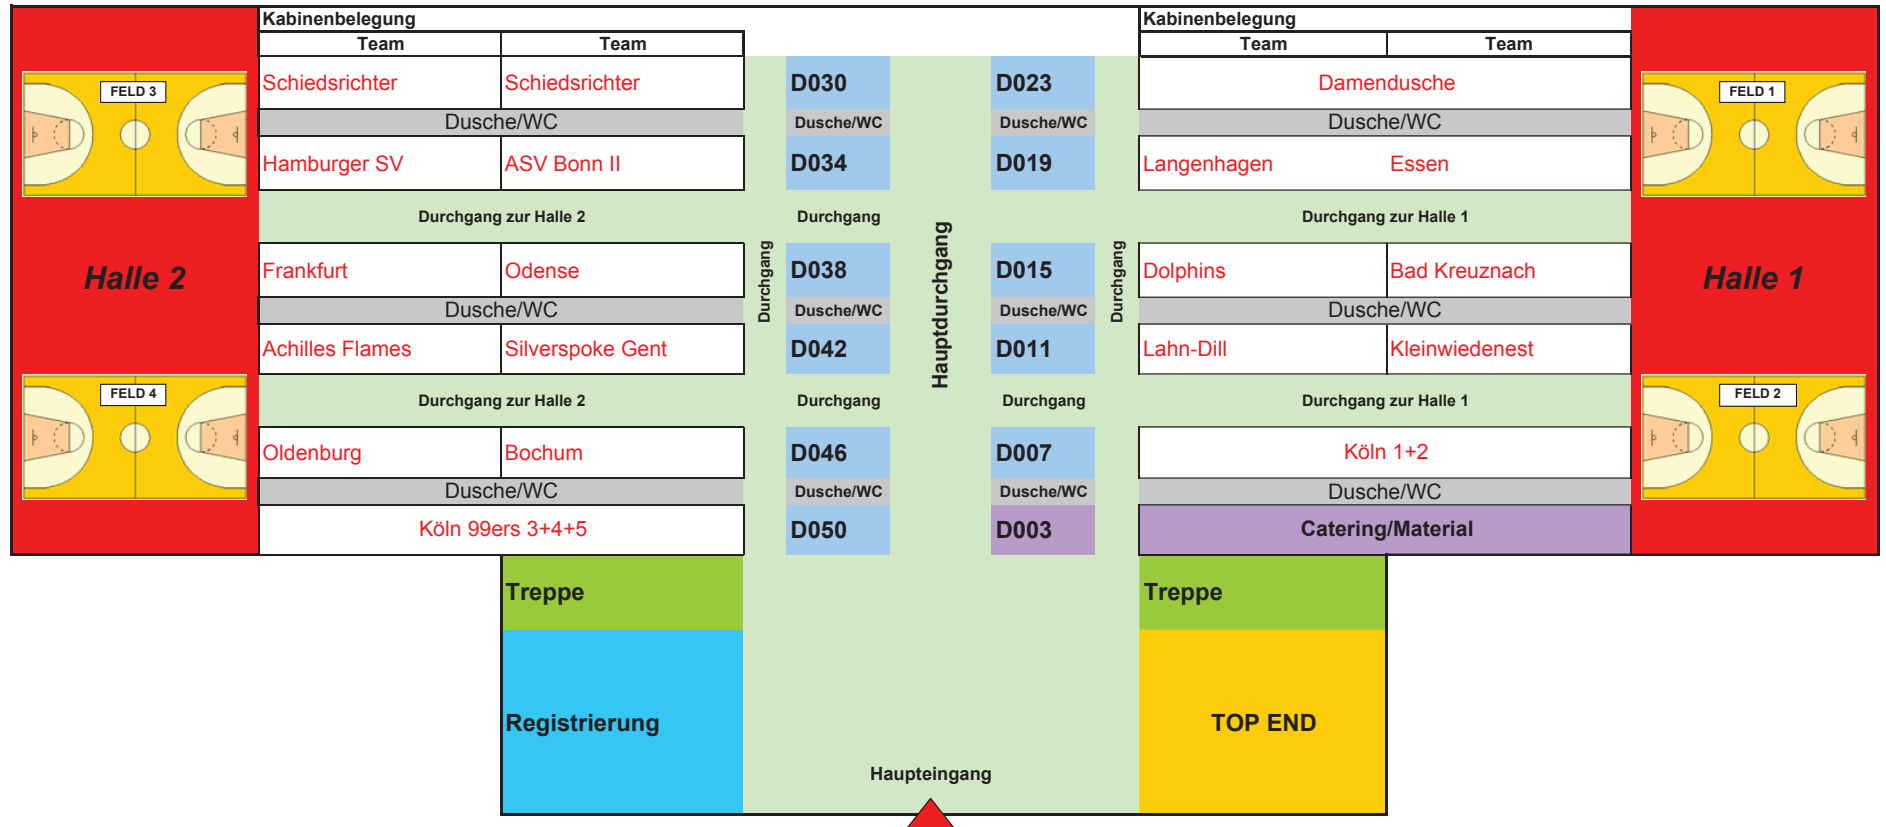 Kabinenbelegung Kabinenbelegung
Team Team Team Team
Schiedsrichter Schiedsrichter D030 D023 Damendusche
FELD 3 FELD 1
Dusche/WC Dusche/WC Dusche/WC Dusche/WC
Hamburger SV ASV Bonn II D034 D019 Langenhagen Essen
Durchgang zur Halle 2 Durchgang Durchgang zur Halle 1
Halle 2 Frankfurt Odense Durchgang D038 Hauptdurchgang D015 Durchgang Dolphins Bad Kreuznach Halle 1
Dusche/WC Dusche/WC Dusche/WC Dusche/WC
Achilles Flames Silverspoke Gent D042 D011 Lahn-Dill Kleinwiedenest
FELD 4 Durchgang zur Halle 2 Durchgang Durchgang Durchgang zur Halle 1 FELD 2
Oldenburg Bochum D046 D007 Köln 1+2
Dusche/WC Dusche/WC Dusche/WC Dusche/WC
Köln 99ers 3+4+5 D050 D003 Catering/Material
Treppe Treppe
Registrierung TOP END
Haupteingang